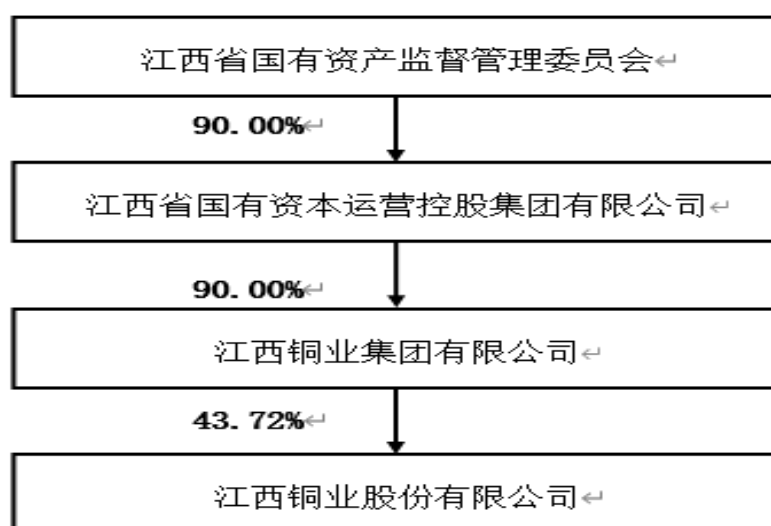 江西省国有资产监督管理委员会↵
90.00%↵
江西省国有资本运营控股集团有限公司↵
90.00%↵
江西铜业集团有限公司↵
43.72%↵
江西铜业股份有限公司↵